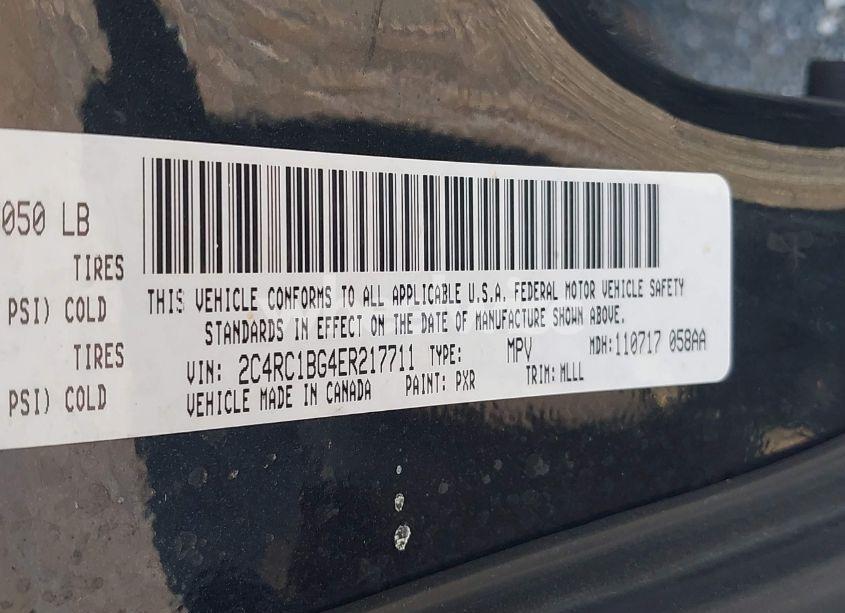 050 LB
TIRES
PSI) COLD
TIRES
PSI) COLD
THIS VEHICLE CONFORMS TO ALL APPLICABLE U.S.A. FEDERAL MOTOR VEHICLE SAFETY
STANDARDS IN EFFECT ON THE DATE OF MANUFACTURE SHOWN ABOVE.
VIN: 2C4RC1BG4ER217711 TYPE: MPV MDH:110717 058AA
VEHICLE MADE IN CANADA PAINT: PXR TRIM:MLLL